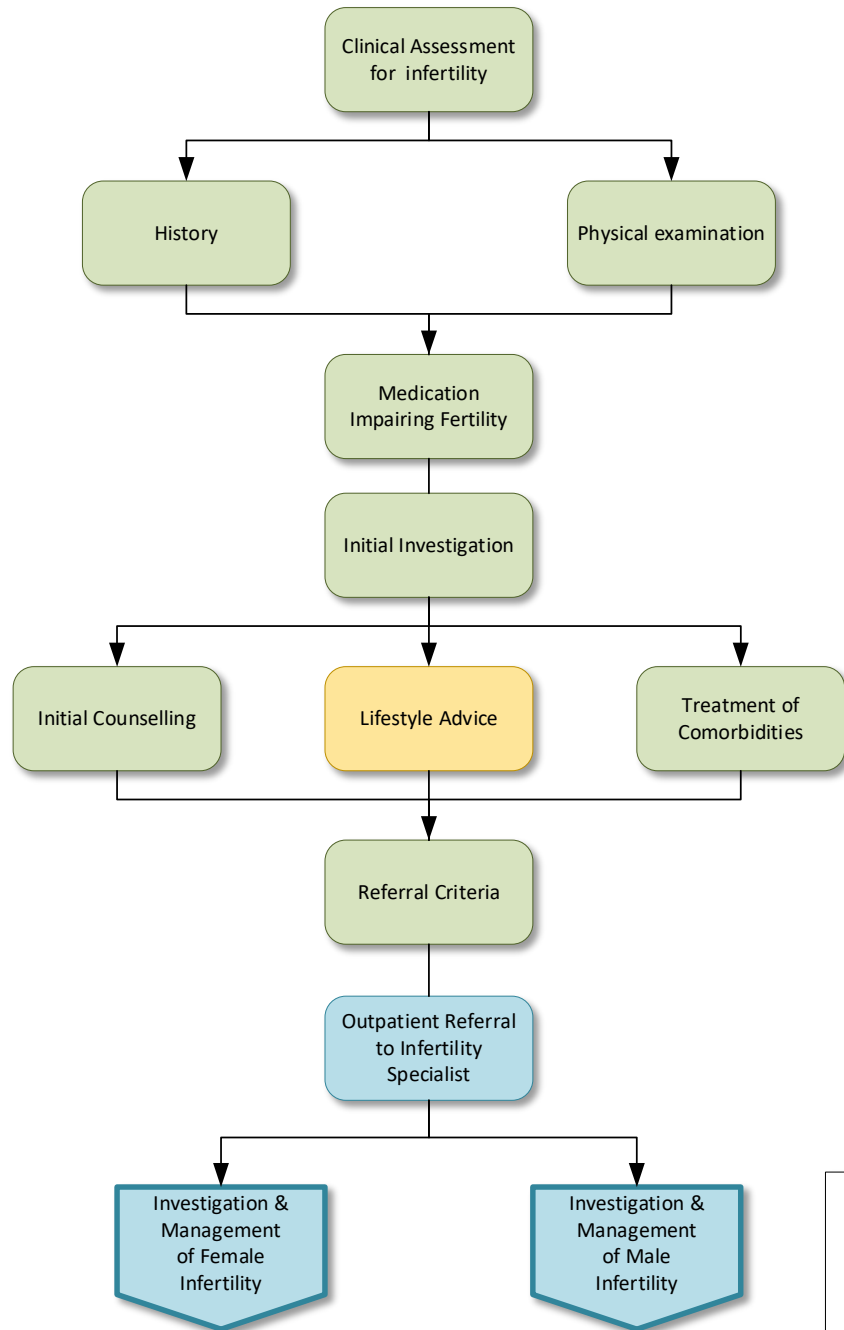 Clinical Assessment
for infertility
History
Physical examination
Medication
Impairing Fertility
Initial Investigation
Initial Counselling
Lifestyle Advice
Treatment of
Comorbidities
Referral Criteria
Outpatient Referral
to Infertility
Specialist
Investigation &
Management
of Female
Infertility
Investigation &
Management
of Male
Infertility